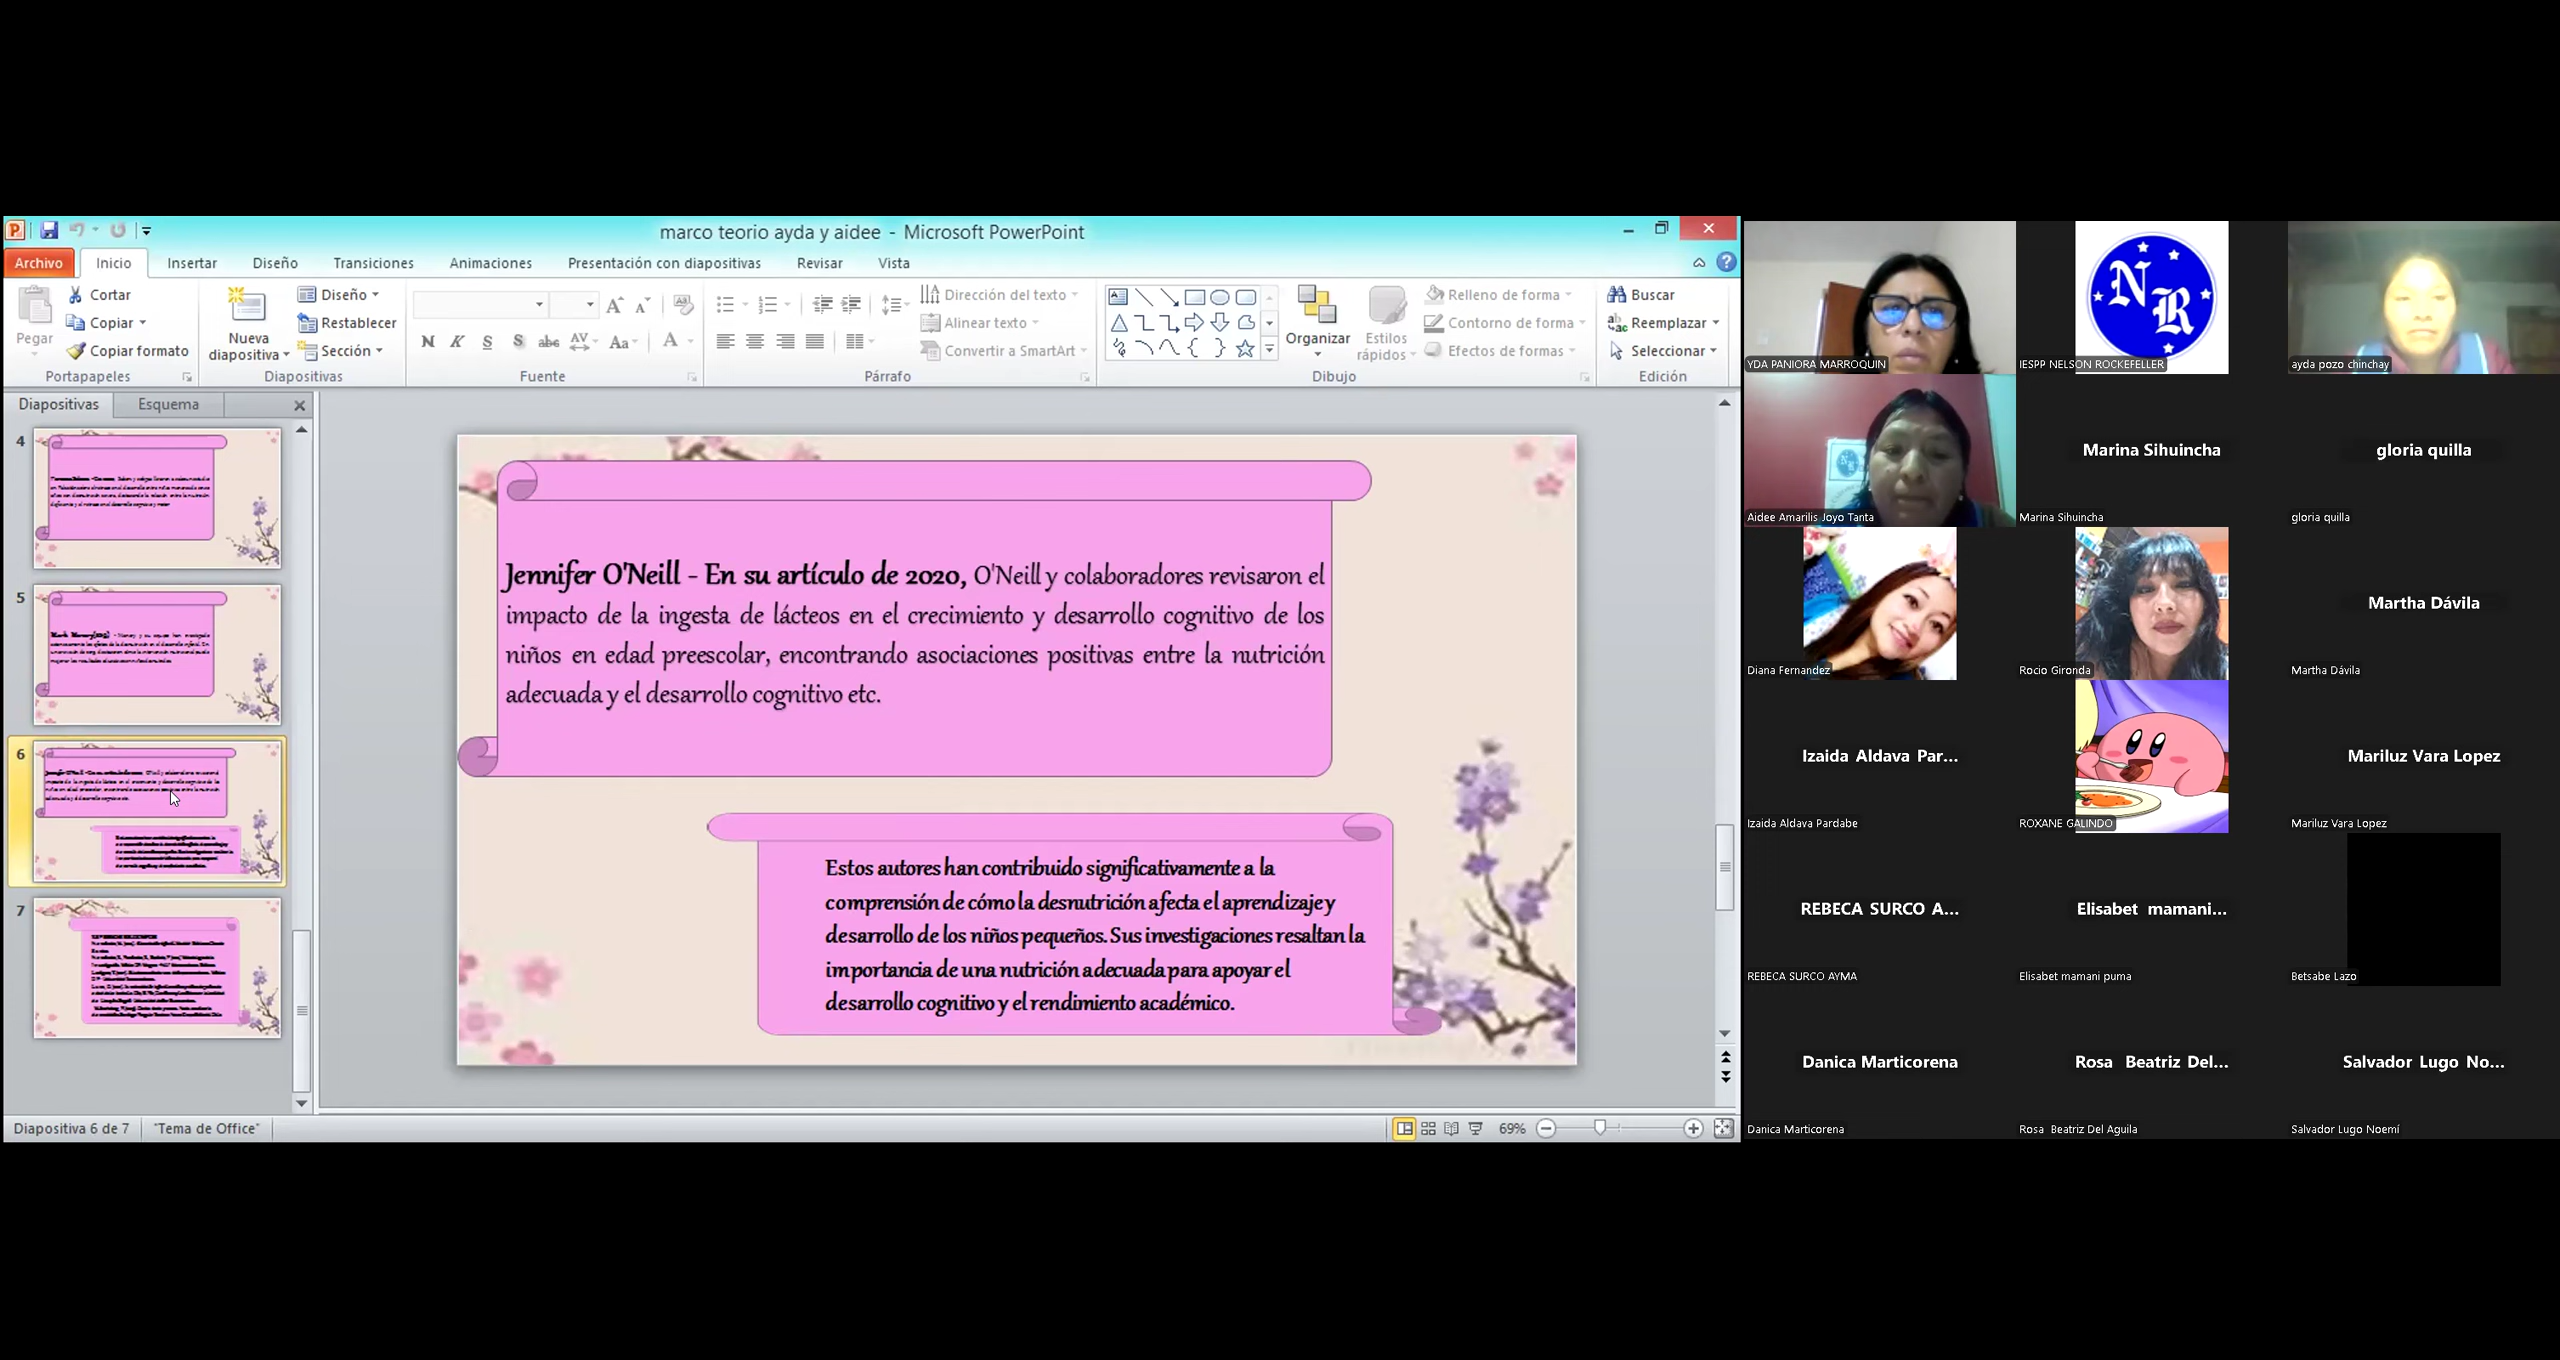 marco teorio ayda y aidee - Microsoft PowerPoint
Archivo
Inicio
Insertar
Diseño
Transiciones
Animaciones
Presentación con diapositivas
Revisar
Vista
Pegar
Cortar
Copiar
Copiar formato
Portapapeles
Nueva
diapositiva
Diseño
Restablecer
Sección
Diapositivas
N K S S abc AV Aa A
Fuente
Dirección del texto
Alinear texto
Convertir a SmartArt
Párrafo
Organizar
Estilos
rápidos
Relleno de forma
Contorno de forma
Efectos de formas
Dibujo
Buscar
Reemplazar
Seleccionar
Edición
Diapositivas
Esquema
4
5
6
7
Jennifer O'Neill - En su artículo de 2020, O'Neill y colaboradores revisaron el
impacto de la ingesta de lácteos en el crecimiento y desarrollo cognitivo de los
niños en edad preescolar, encontrando asociaciones positivas entre la nutrición
adecuada y el desarrollo cognitivo etc.
Estos autores han contribuido significativamente a la
comprensión de cómo la desnutrición afecta el aprendizaje y
desarrollo de los niños pequeños. Sus investigaciones resaltan la
importancia de una nutrición adecuada para apoyar el
desarrollo cognitivo y el rendimiento académico.
Diapositiva 6 de 7
"Tema de Office"
69%
YDA PANIORA MARROQUIN
NR
IESPP NELSON ROCKEFELLER
ayda pozo chinchay
Aidee Amarilis Joyo Tanta
Marina Sihuincha
Marina Sihuincha
gloria quilla
gloria quilla
Diana Fernandez
Rocio Gironda
Martha Dávila
Martha Dávila
Izaida Aldava Par...
Izaida Aldava Pardabe
ROXANE GALINDO
Mariluz Vara Lopez
Mariluz Vara Lopez
REBECA SURCO A...
REBECA SURCO AYMA
Elisabet mamani...
Elisabet mamani puma
Betsabe Lazo
Danica Marticorena
Danica Marticorena
Rosa Beatriz Del...
Rosa Beatriz Del Aguila
Salvador Lugo No...
Salvador Lugo Noemí